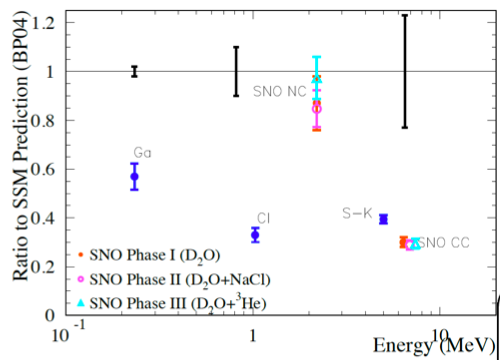 Ratio to SSM Prediction (BP04)
1.2
1
0.8
0.6
0.4
0.2
0
SNO NC
Ga
Cl
S-K
SNO CC
SNO Phase I (D₂O)
SNO Phase II (D₂O+NaCl)
SNO Phase III (D₂O+³He)
10⁻¹
1
10
Energy (MeV)